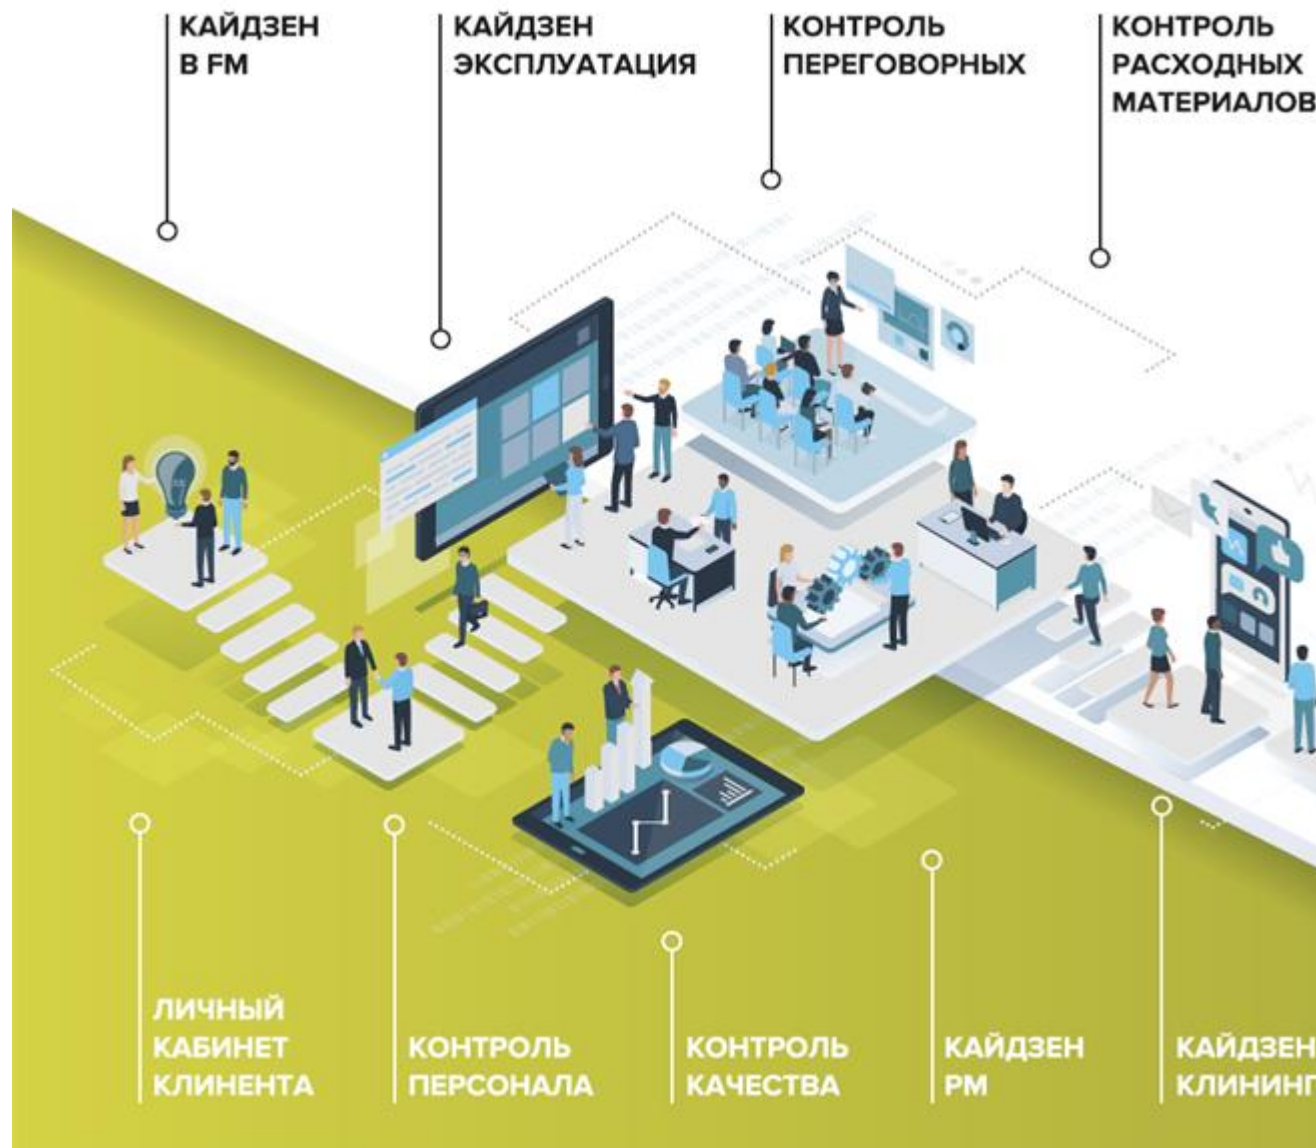 КАЙДЗЕН
В FM
КАЙДЗЕН
ЭКСПЛУАТАЦИЯ
КОНТРОЛЬ
ПЕРЕГОВОРНЫХ
КОНТРОЛЬ
РАСХОДНЫХ
МАТЕРИАЛОВ
ЛИЧНЫЙ
КАБИНЕТ
КЛИНЕНТА
КОНТРОЛЬ
ПЕРСОНАЛА
КОНТРОЛЬ
КАЧЕСТВА
КАЙДЗЕН
PM
КАЙДЗЕН
КЛИНИНГ